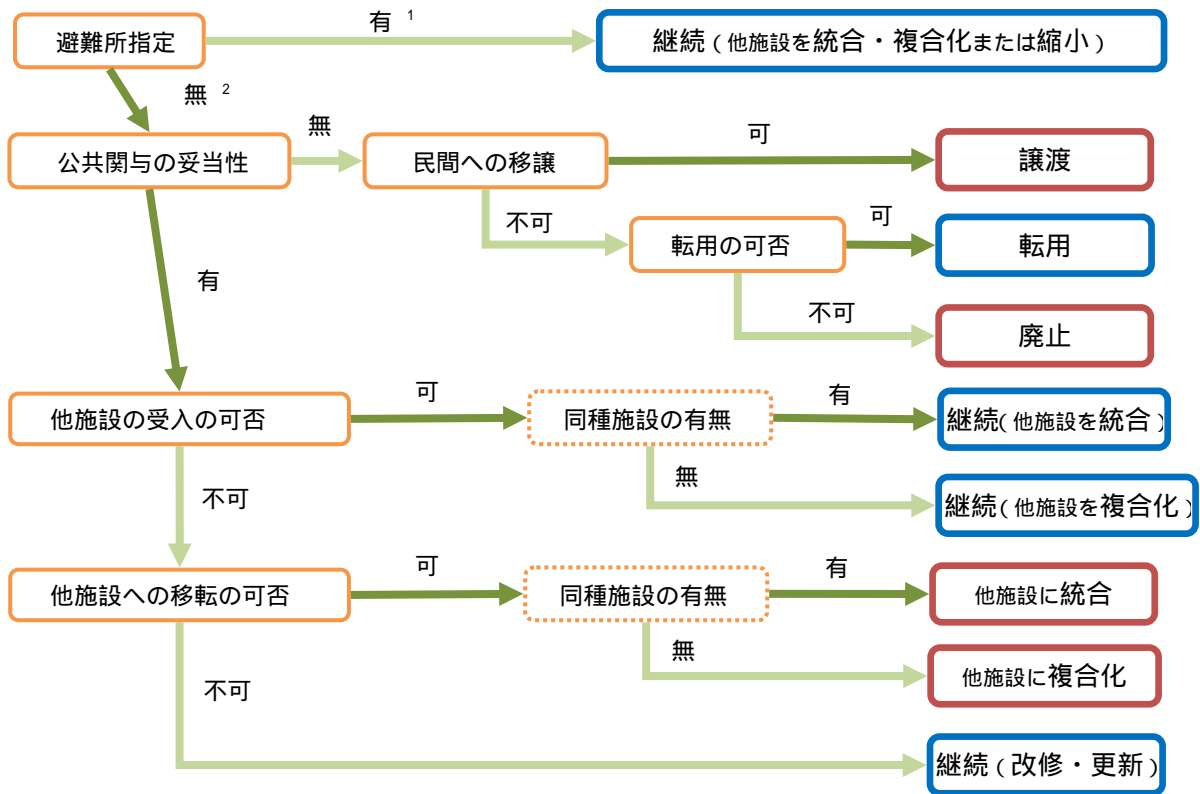 有 1
避難所指定
継続(他施設を統合・複合化または縮小)
無 2
無
可
公共関与の妥当性
民間への移譲
譲渡
不可
可
転用の可否
転用
有
不可
廃止
可
有
他施設の受入の可否
同種施設の有無
継続(他施設を統合)
無
不可
継続(他施設を複合化)
可
有
他施設への移転の可否
同種施設の有無
他施設に統合
無
不可
他施設に複合化
継続(改修・更新)